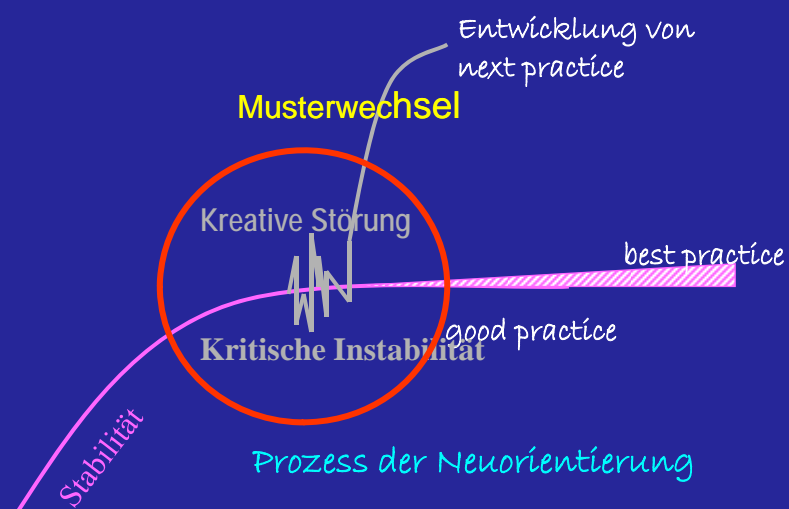 Entwicklung von
next practice
Musterwechsel
Kreative Störung
best practice
good practice
Kritische Instabilität
Stabilität
Prozess der Neuorientierung